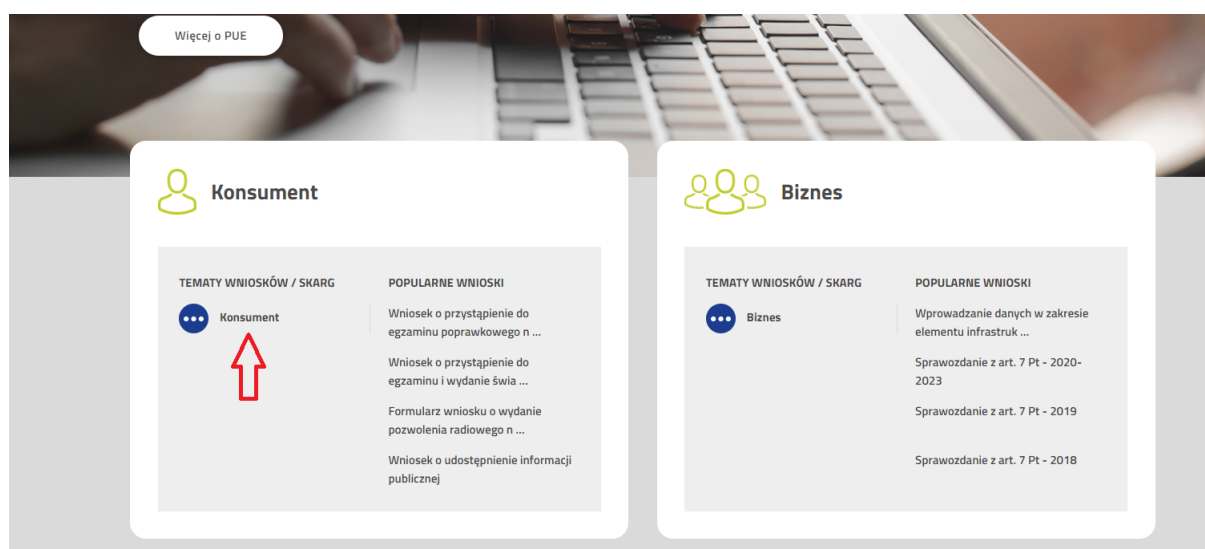 Więcej o PUE
Konsument
TEMATY WNIOSKÓW / SKARG
Konsument
POPULARNE WNIOSKI
Wniosek o przystąpienie do
egzaminu poprawkowego n ...
Wniosek o przystąpienie do
egzaminu i wydanie świa ...
Formularz wniosku o wydanie
pozwolenia radiowego n ...
Wniosek o udostępnienie informacji
publicznej
Biznes
TEMATY WNIOSKÓW / SKARG
Biznes
POPULARNE WNIOSKI
Wprowadzanie danych w zakresie
elementu infrastruk ...
Sprawozdanie z art. 7 Pt - 2020-
2023
Sprawozdanie z art. 7 Pt - 2019
Sprawozdanie z art. 7 Pt - 2018